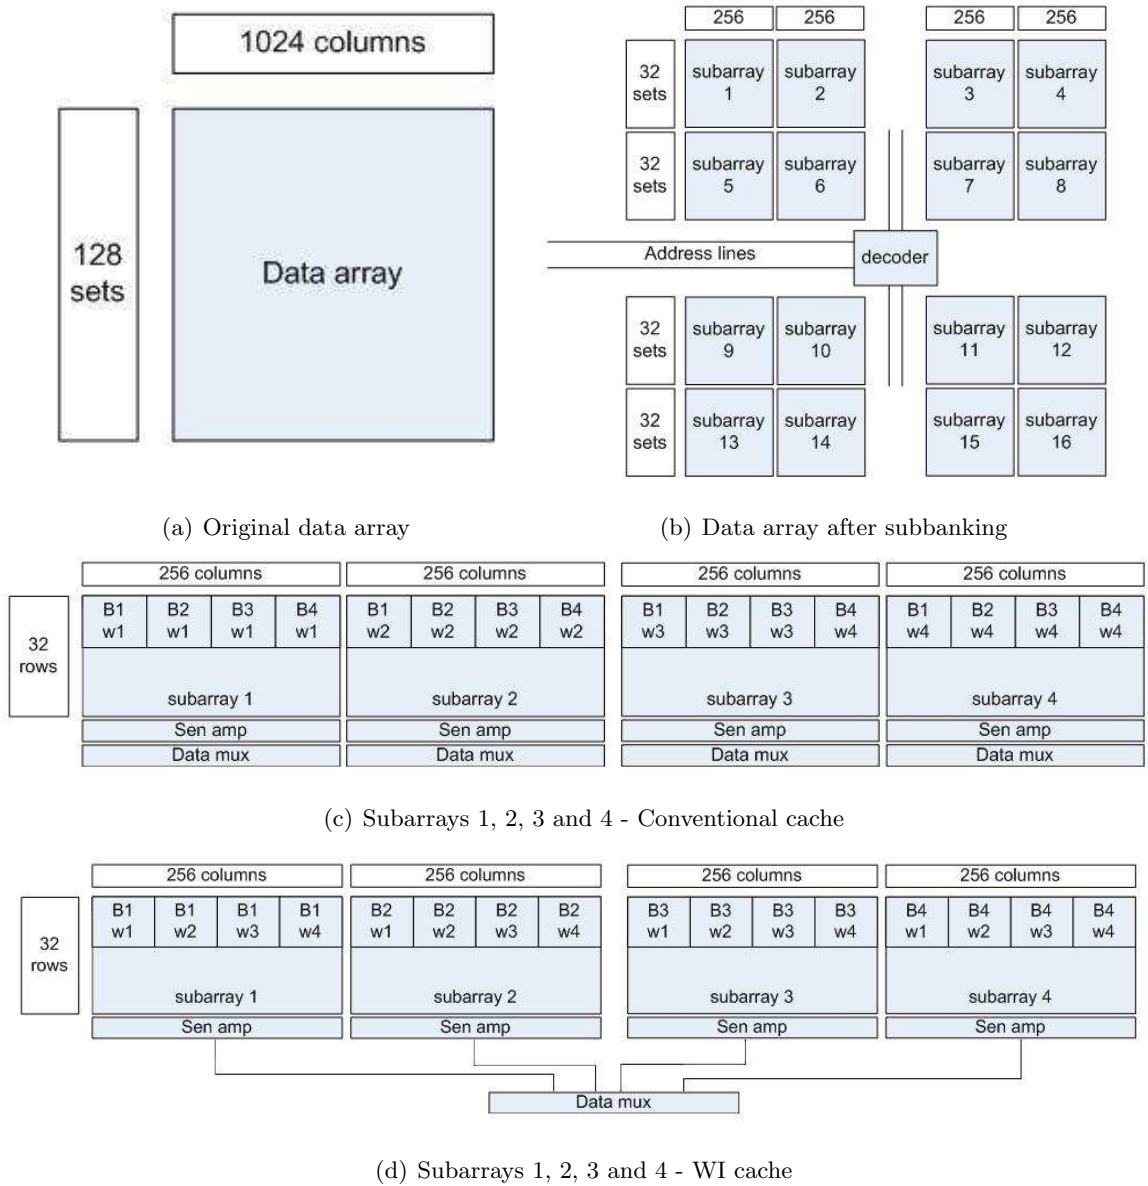 1024 columns
128
sets
Data array
256 256 256 256
32
sets
subarray
1
subarray
2
subarray
3
subarray
4
32
sets
subarray
5
subarray
6
subarray
7
subarray
8
Address lines
decoder
32
sets
subarray
9
subarray
10
subarray
11
subarray
12
32
sets
subarray
13
subarray
14
subarray
15
subarray
16
(a) Original data array
(b) Data array after subbanking
256 columns 256 columns 256 columns 256 columns
32
rows
B1 B2 B3 B4 B1 B2 B3 B4 B1 B2 B3 B4 B1 B2 B3 B4
w1 w1 w1 w1 w2 w2 w2 w2 w3 w3 w3 w4 w4 w4 w4 w4
subarray 1 subarray 2 subarray 3 subarray 4
Sen amp Sen amp Sen amp Sen amp
Data mux Data mux Data mux Data mux
(c) Subarrays 1, 2, 3 and 4 - Conventional cache
256 columns 256 columns 256 columns 256 columns
32
rows
B1 B1 B1 B1 B2 B2 B2 B2 B3 B3 B3 B3 B4 B4 B4 B4
w1 w2 w3 w4 w1 w2 w3 w4 w1 w2 w3 w4 w1 w2 w3 w4
subarray 1 subarray 2 subarray 3 subarray 4
Sen amp Sen amp Sen amp Sen amp
Data mux
(d) Subarrays 1, 2, 3 and 4 - WI cache